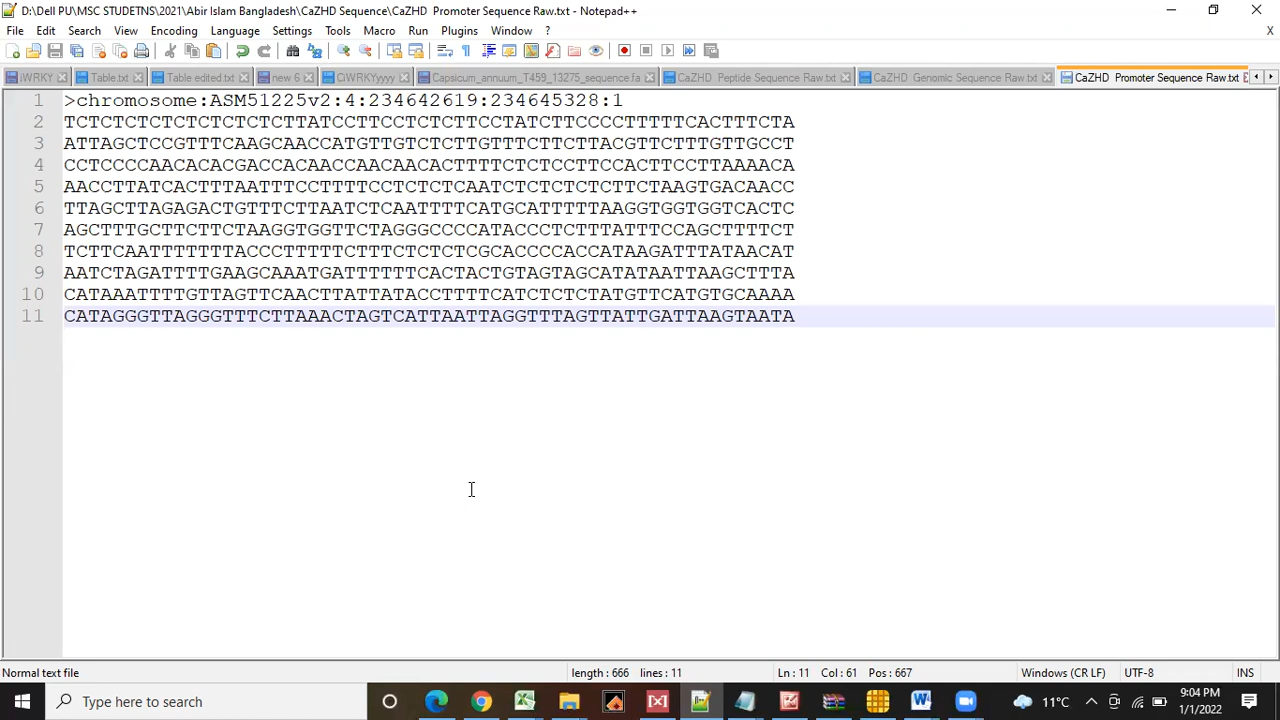 D:\Dell PU\MSC STUDETNS\2021\Abir Islam Bangladesh\CaZHD Sequence\CaZHD Promoter Sequence Raw.txt - Notepad++
File Edit Search View Encoding Language Settings Tools Macro Run Plugins Window ? X
iWRKY Table.txt Table edited.txt new 6 CiWRKYyyyy Capsicum_annuum_T459_13275_sequence.fa CaZHD Peptide Sequence Raw.txt CaZHD Genomic Sequence Raw.txt CaZHD Promoter Sequence Raw.txt
1 >chromosome:ASM51225v2:4:234642619:234645328:1
2 TCTCTCTCTCTCTCTCTCTTATCCTTCCTCTCTTCCTATCTTCCCCTTTTTCACTTTCTA
3 ATTAGCTCCGTTTCAAGCAACCATGTTGTCTCTTGTTTCTTCTTACGTTCTTTGTTGCCT
4 CCTCCCCAACACACGACCACAACCAACAACACTTTTCTCTCCTTCCACTTCCTTAAAACA
5 AACCTTATCACTTTAATTTCCTTTTCCTCTCTCAATCTCTCTCTCTTCTAAGTGACAACC
6 TTAGCTTAGAGACTGTTTCTTAATCTCAATTTTCATGCATTTTTAAGGTGGTGGTCACTC
7 AGCTTTGCTTCTTCTAAGGTGGTTCTAGGGCCCCATACCCTCTTTATTTCCAGCTTTTCT
8 TCTTCAATTTTTTTACCCTTTTTCTTTCTCTCTCGCACCCCACCATAAGATTTATAACAT
9 AATCTAGATTTTGAAGCAAATGATTTTTTCACTACTGTAGTAGCATATAATTAAGCTTTA
10 CATAAATTTTGTTAGTTCAACTTATTATACCTTTTCATCTCTCTATGTTCATGTGCAAAA
11 CATAGGGTTAGGGTTTCTTAAACTAGTCATTAATTAGGTTTAGTTATTGATTAAGTAATA
Normal text file length : 666 lines : 11 Ln : 11 Col : 61 Pos : 667 Windows (CR LF) UTF-8 INS
Type here to search 11°C 9:04 PM
1/1/2022